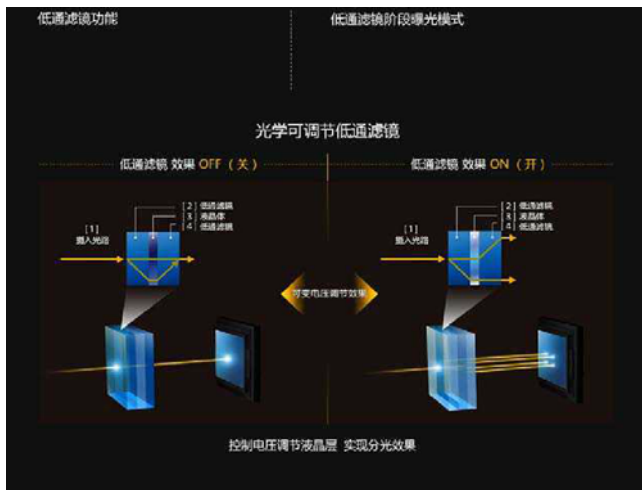 低通滤镜功能
低通滤镜阶段曝光模式
光学可调节低通滤镜
低通滤镜 效果 OFF（关）
低通滤镜 效果 ON（开）
[2] 低通滤镜
[3] 液晶体
[4] 低通滤镜
[1]
摄入光路
[2] 低通滤镜
[3] 液晶体
[4] 低通滤镜
[1]
摄入光路
可变电压调节效果
控制电压调节液晶层 实现分光效果